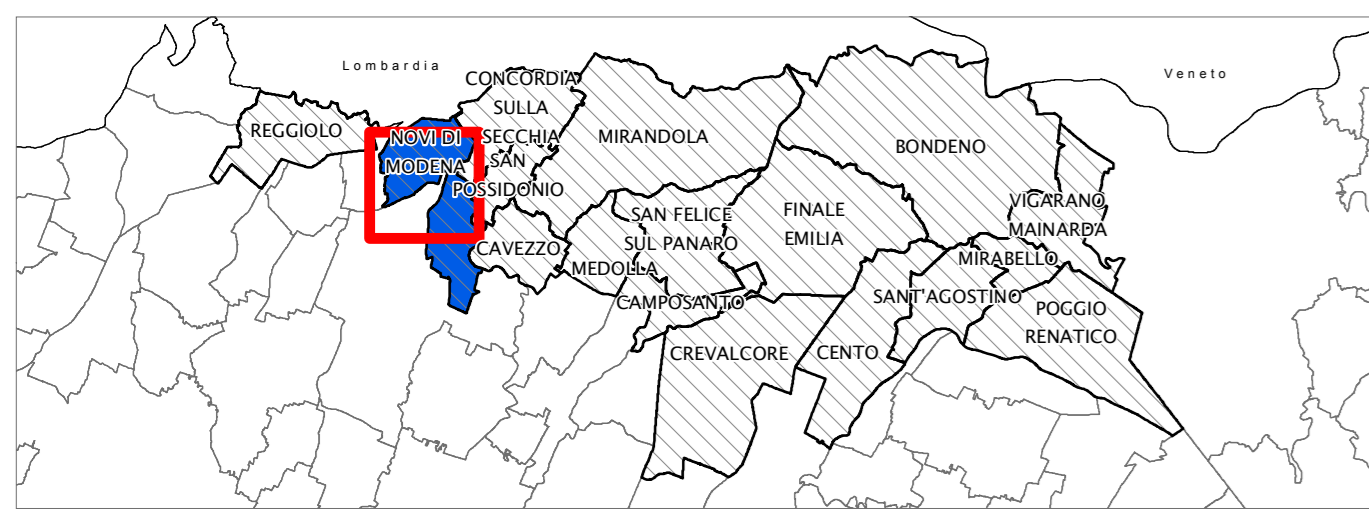 Lombardia
Veneto
CONCORDIA
SULLA
SECCHIA
REGGIOLO
NOVI DI
MODENA
SAN
POSSIDONIO
MIRANDOLA
BONDENO
VIGARANO
MAINARDA
SAN FELICE
SUL PANARO
FINALE
EMILIA
CAVEZZO
MEDOLLA
MIRABELLO
CAMPOSANTO
SANT'AGOSTINO
POGGIO
RENATICO
CREVALCORE
CENTO